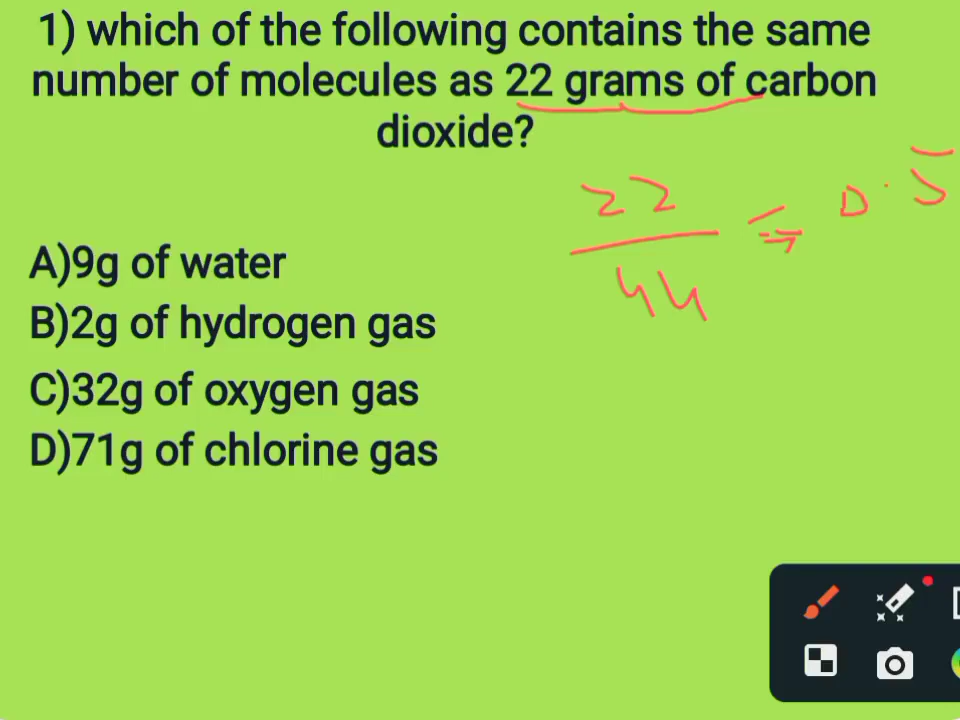 1) which of the following contains the same
number of molecules as 22 grams of carbon
dioxide?
22
44
0.5
A)9g of water
B)2g of hydrogen gas
C)32g of oxygen gas
D)71g of chlorine gas